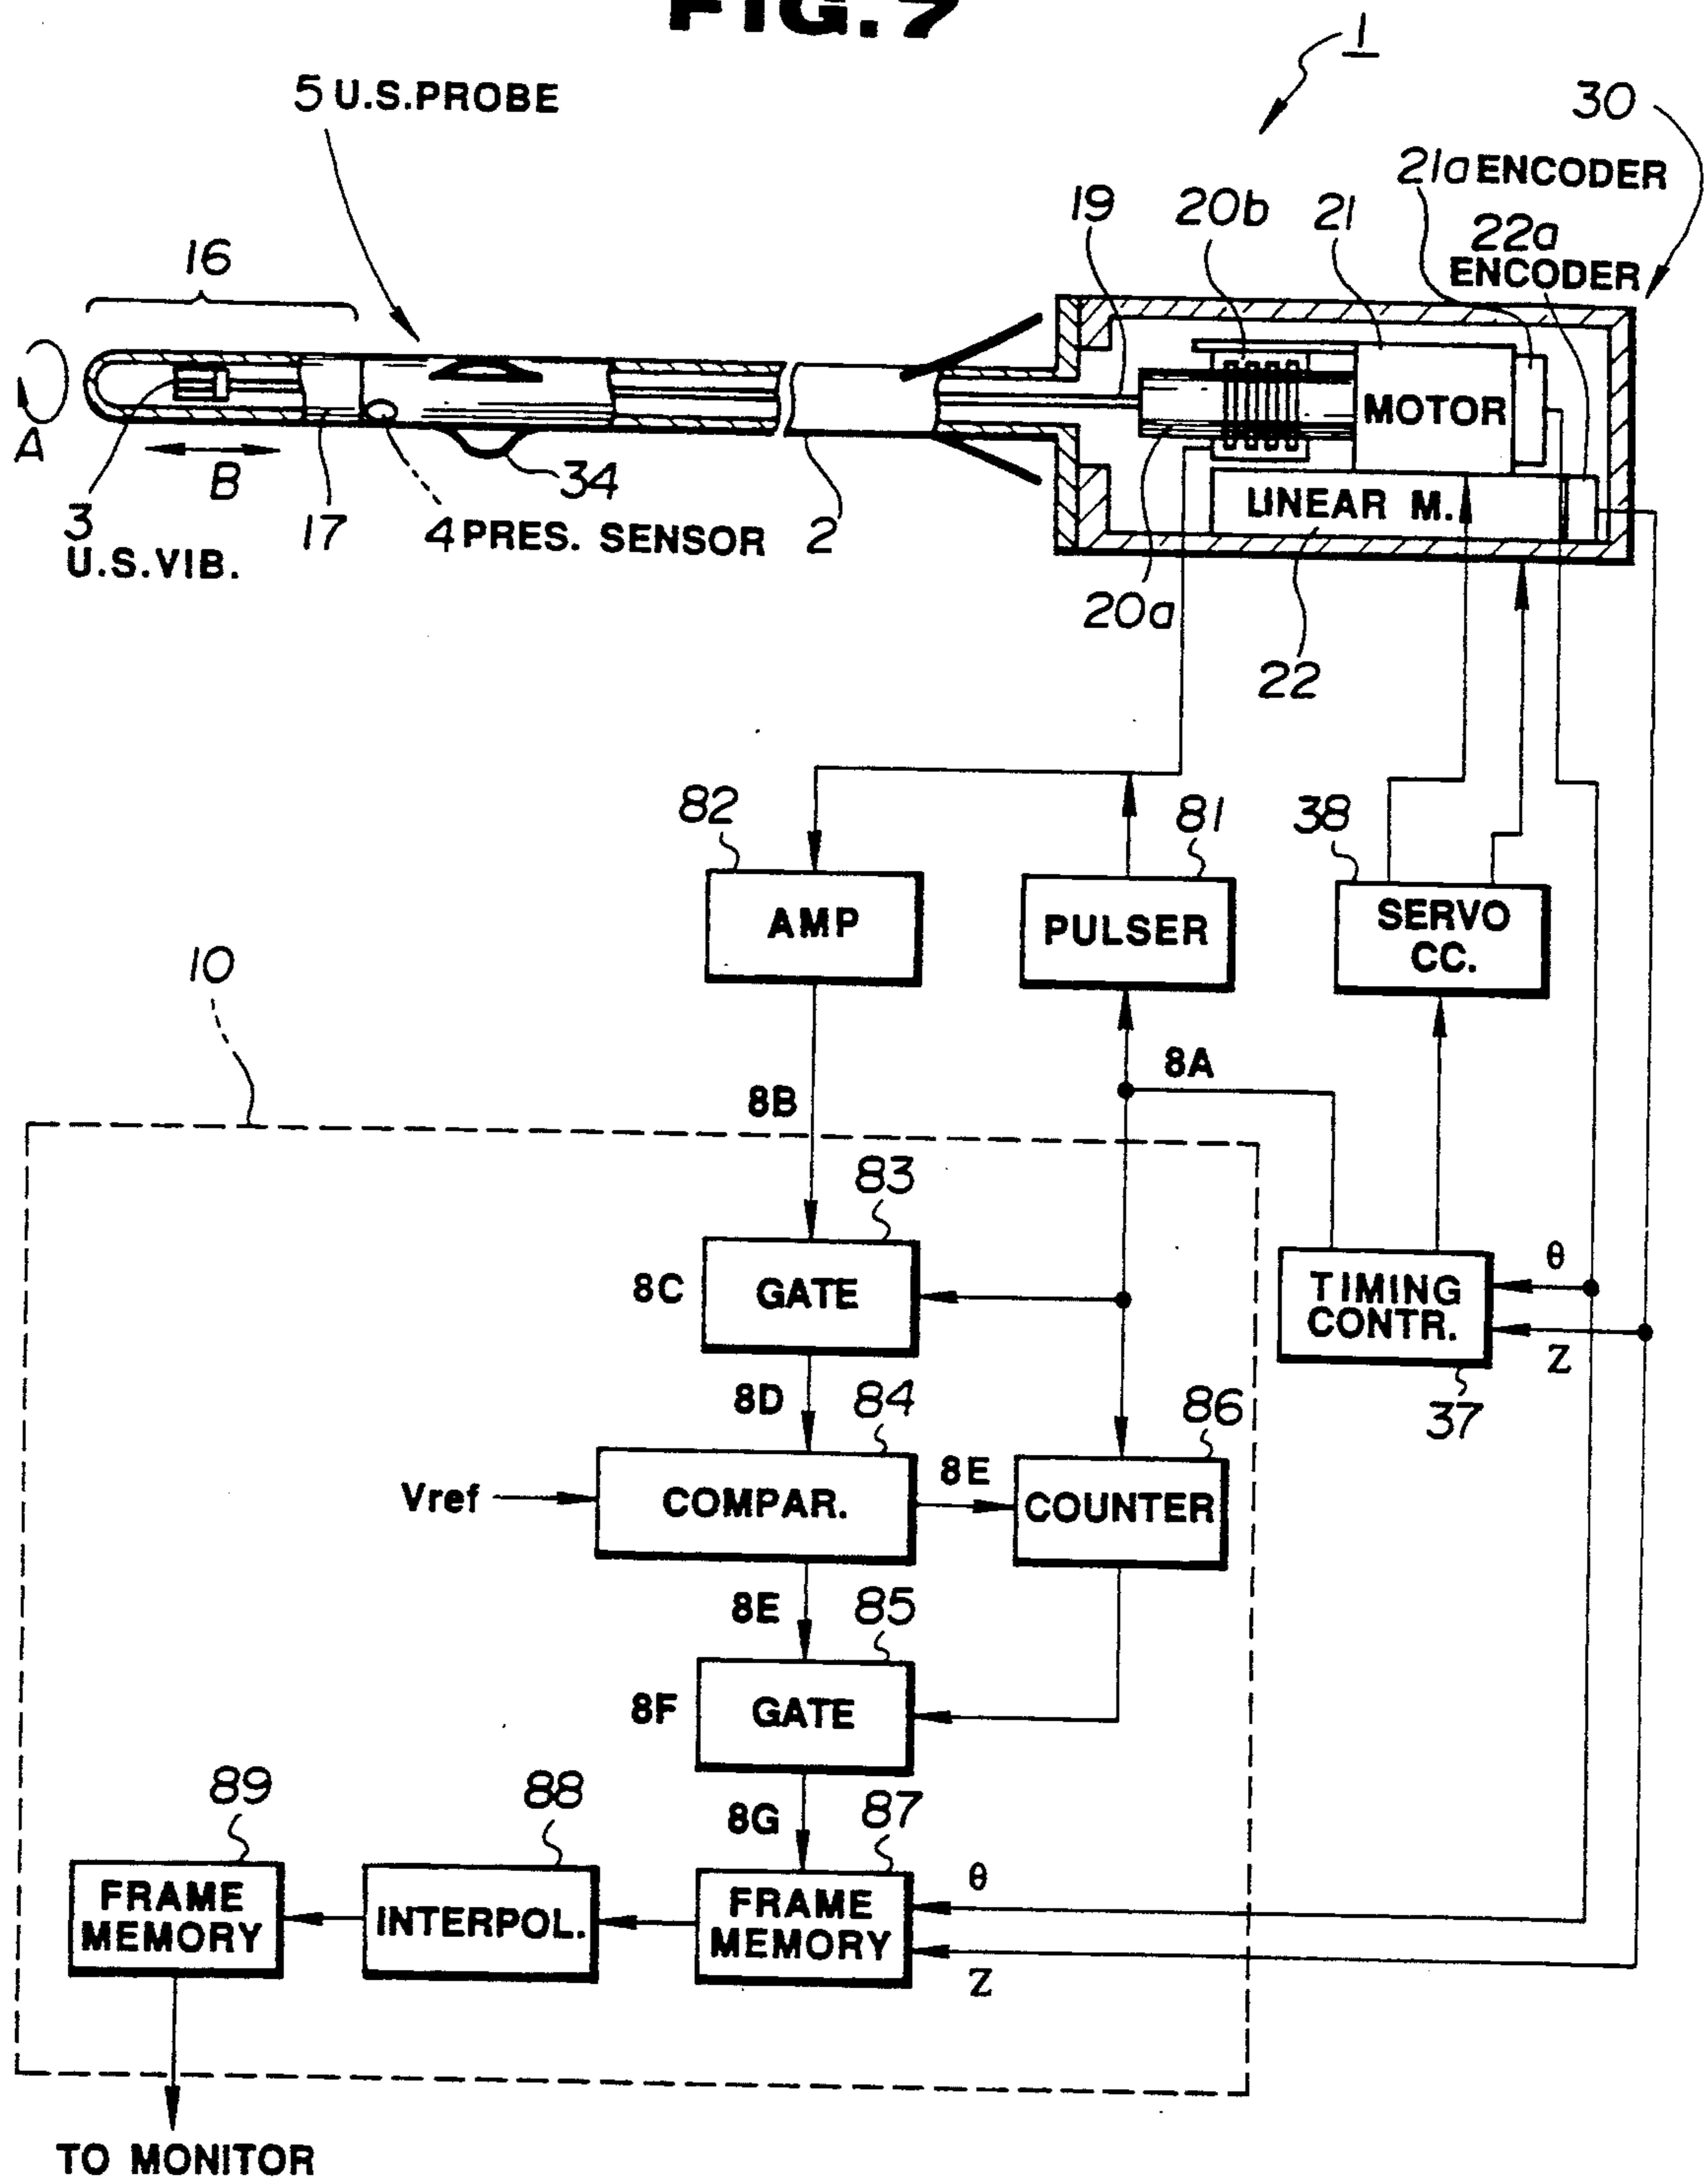 FIG.7
1
5 U.S.PROBE
30
21a ENCODER
19
20b
21
22a
ENCODER
16
MOTOR
A
B
34
LINEAR M.
3
U.S.VIB.
17
4 PRES. SENSOR
2
20a
22
82
81
38
AMP
PULSER
SERVO
CC.
10
8A
8B
83
8C
GATE
θ
TIMING
CONTR.
Z
37
8D
84
86
Vref
COMPAR.
8E
COUNTER
8E
85
8F
GATE
89
88
8G
87
FRAME
MEMORY
INTERPOL.
FRAME
MEMORY
θ
Z
TO MONITOR